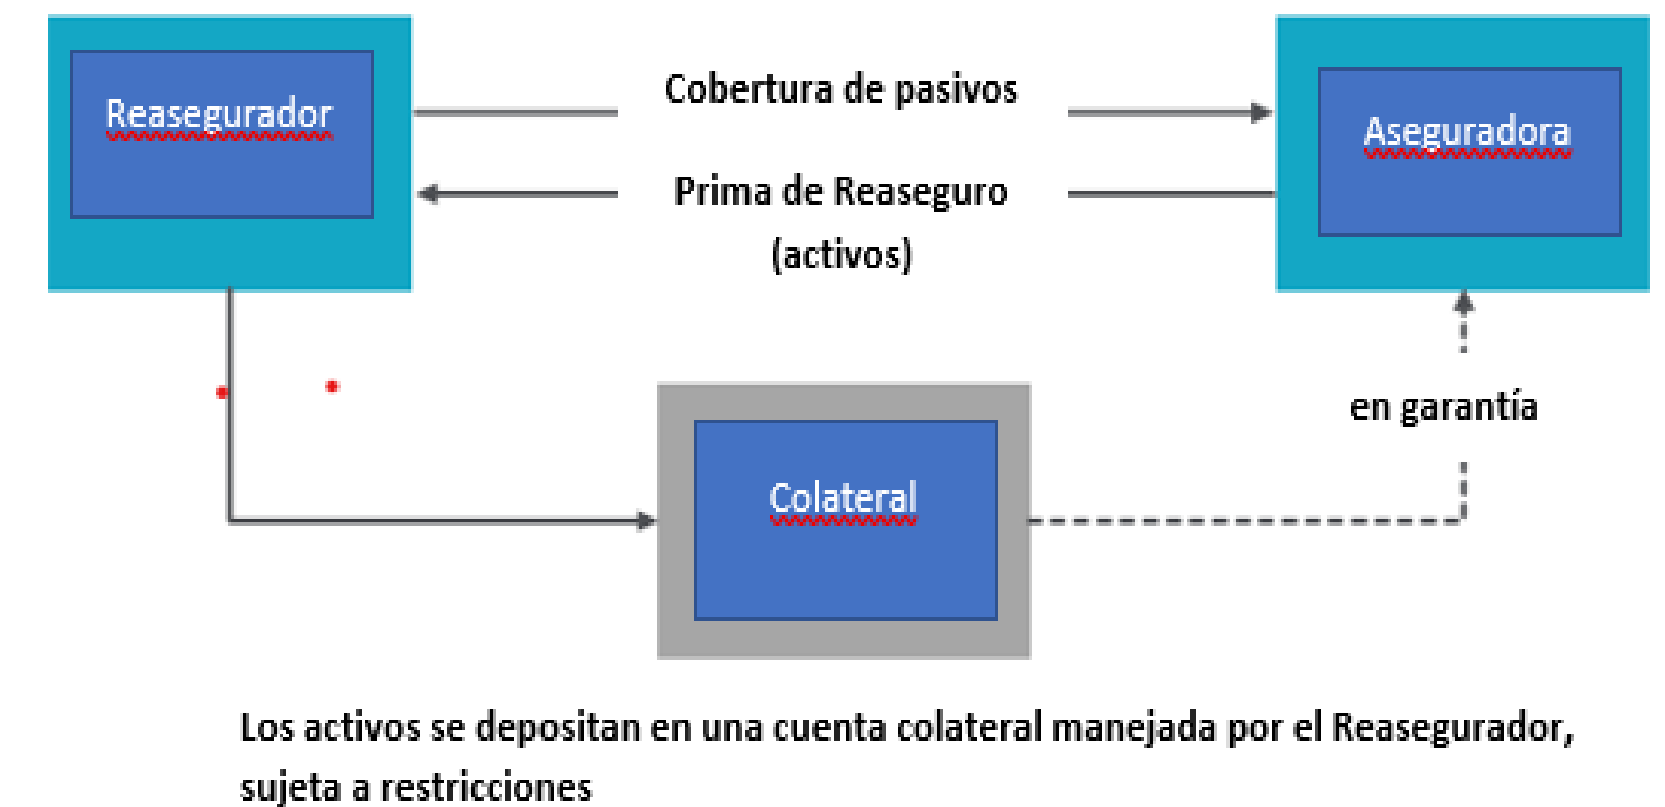 Reasegurador
Cobertura de pasivos
Aseguradora
Prima de Reaseguro
(activos)
en garantía
Colateral
Los activos se depositan en una cuenta colateral manejada por el Reasegurador,
sujeta a restricciones